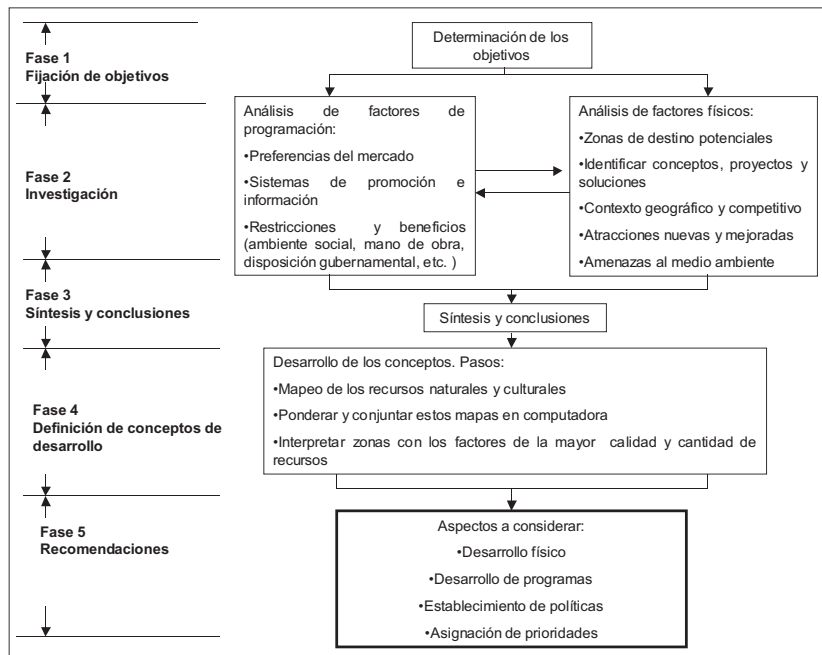 Fase 1
Fijación de objetivos
Determinación de los
objetivos
Fase 2
Investigación
Análisis de factores de
programación:
•Preferencias del mercado
•Sistemas de promoción e
información
•Restricciones y beneficios
(ambiente social, mano de obra,
disposición gubernamental, etc. )
Análisis de factores físicos:
•Zonas de destino potenciales
•Identificar conceptos, proyectos y
soluciones
•Contexto geográfico y competitivo
•Atracciones nuevas y mejoradas
•Amenazas al medio ambiente
Fase 3
Síntesis y conclusiones
Síntesis y conclusiones
Fase 4
Definición de conceptos de
desarrollo
Desarrollo de los conceptos. Pasos:
•Mapeo de los recursos naturales y culturales
•Ponderar y conjuntar estos mapas en computadora
•Interpretar zonas con los factores de la mayor calidad y cantidad de
recursos
Fase 5
Recomendaciones
Aspectos a considerar:
•Desarrollo físico
•Desarrollo de programas
•Establecimiento de políticas
•Asignación de prioridades